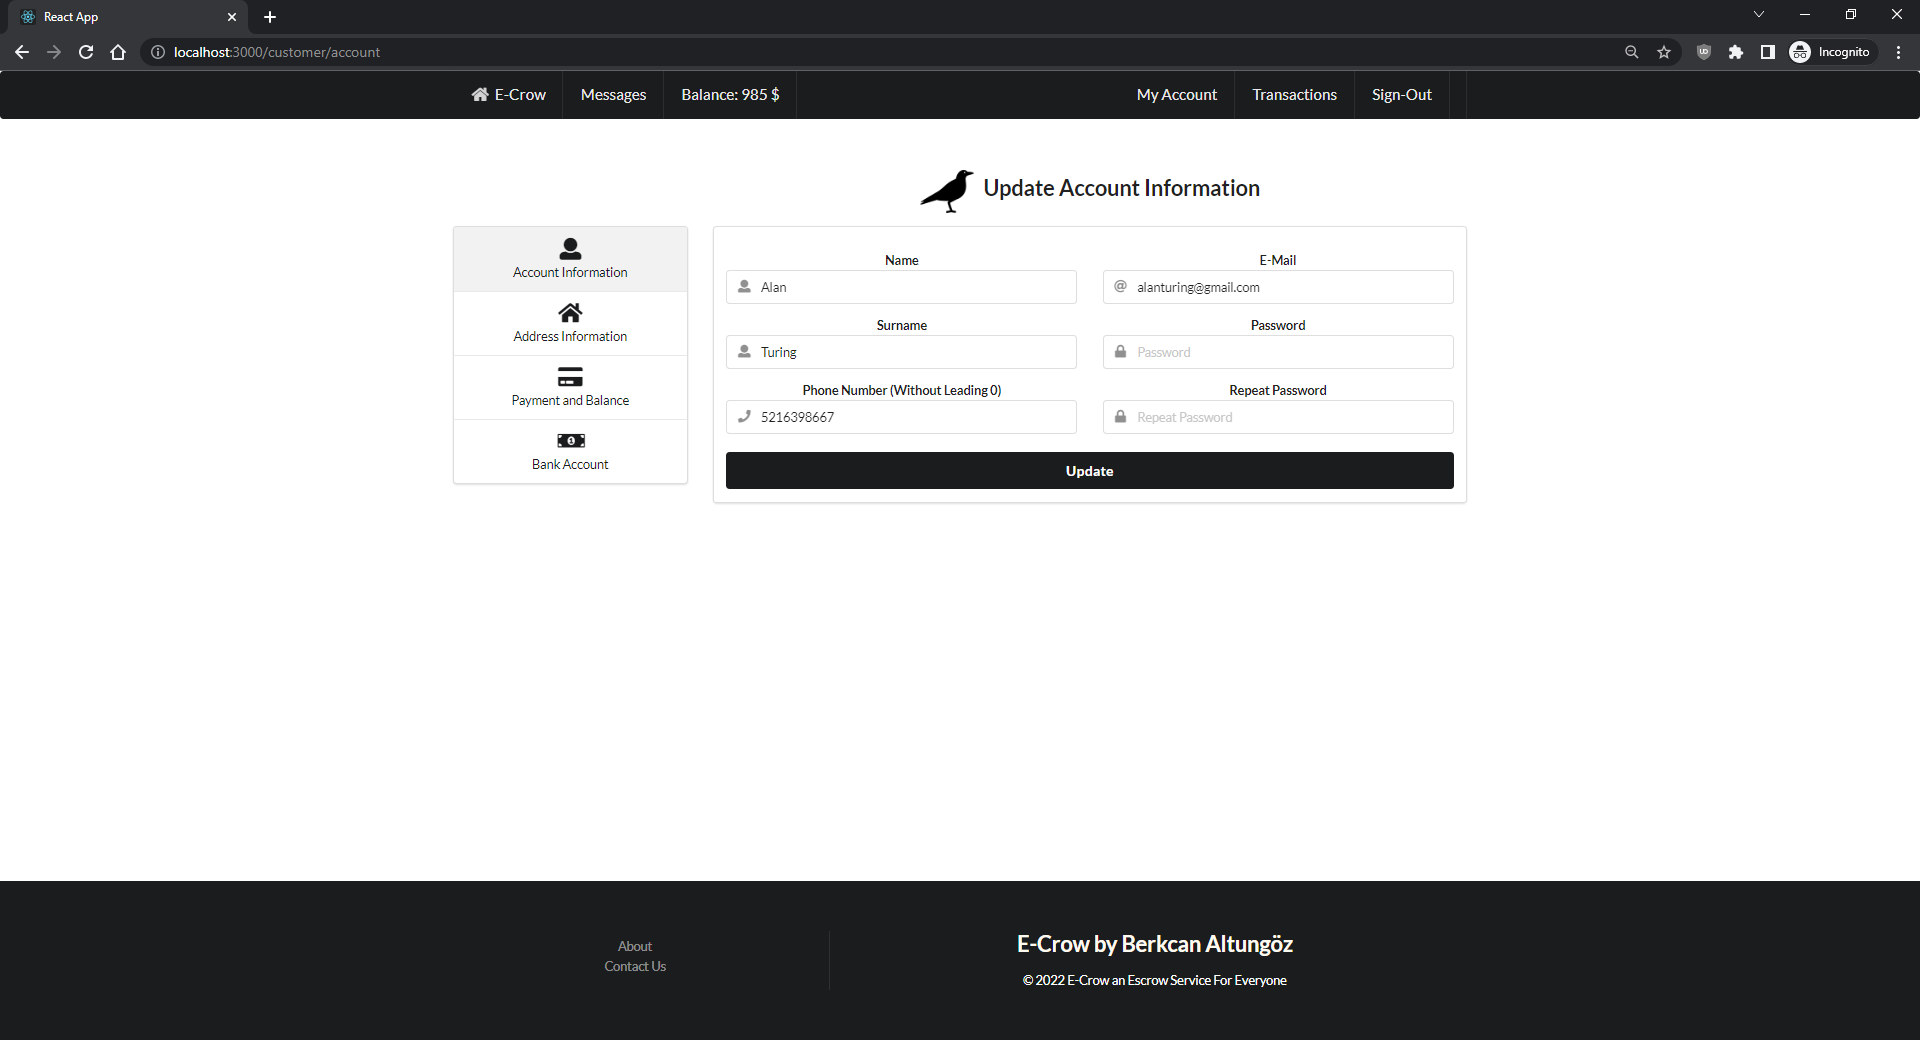 React App
localhost:3000/customer/account
Incognito
E-Crow
Messages
Balance: 985 $
My Account
Transactions
Sign-Out
Update Account Information
Account Information
Address Information
Payment and Balance
Bank Account
Name
Alan
E-Mail
alanturing@gmail.com
Surname
Turing
Password
Password
Phone Number (Without Leading 0)
5216398667
Repeat Password
Repeat Password
Update
About
Contact Us
E-Crow by Berkcan Altungöz
© 2022 E-Crow an Escrow Service For Everyone